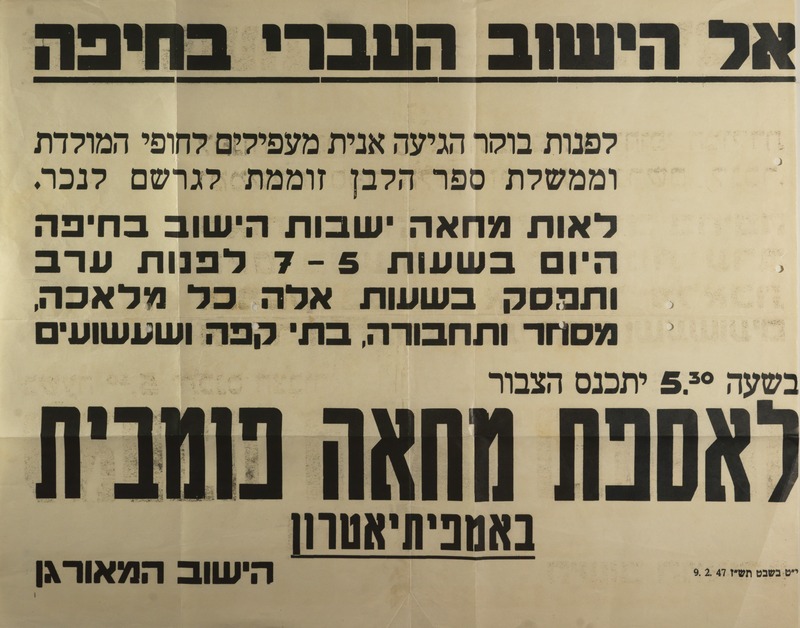 אל הישוב העברי בחיפה
לפנות בוקר הגיעה אנית מעפילים לחופי המולדת
וממשלת ספר הלבן זוממת לגרשם לנכר.
לאות מחאה ישבות הישוב בחיפה
היום בשעות 5 – 7 לפנות ערב
ותפסק בשעות אלה כל מלאכה,
מסחר ותחבורה, בתי קפה ושעשועים
בשעה 5.30 יתכנס הצבור
לאספת מחאה פומבית
באמפיתיאטרון
הישוב המאורגן
י״ט בשבט תש״ז 9. 2. 47